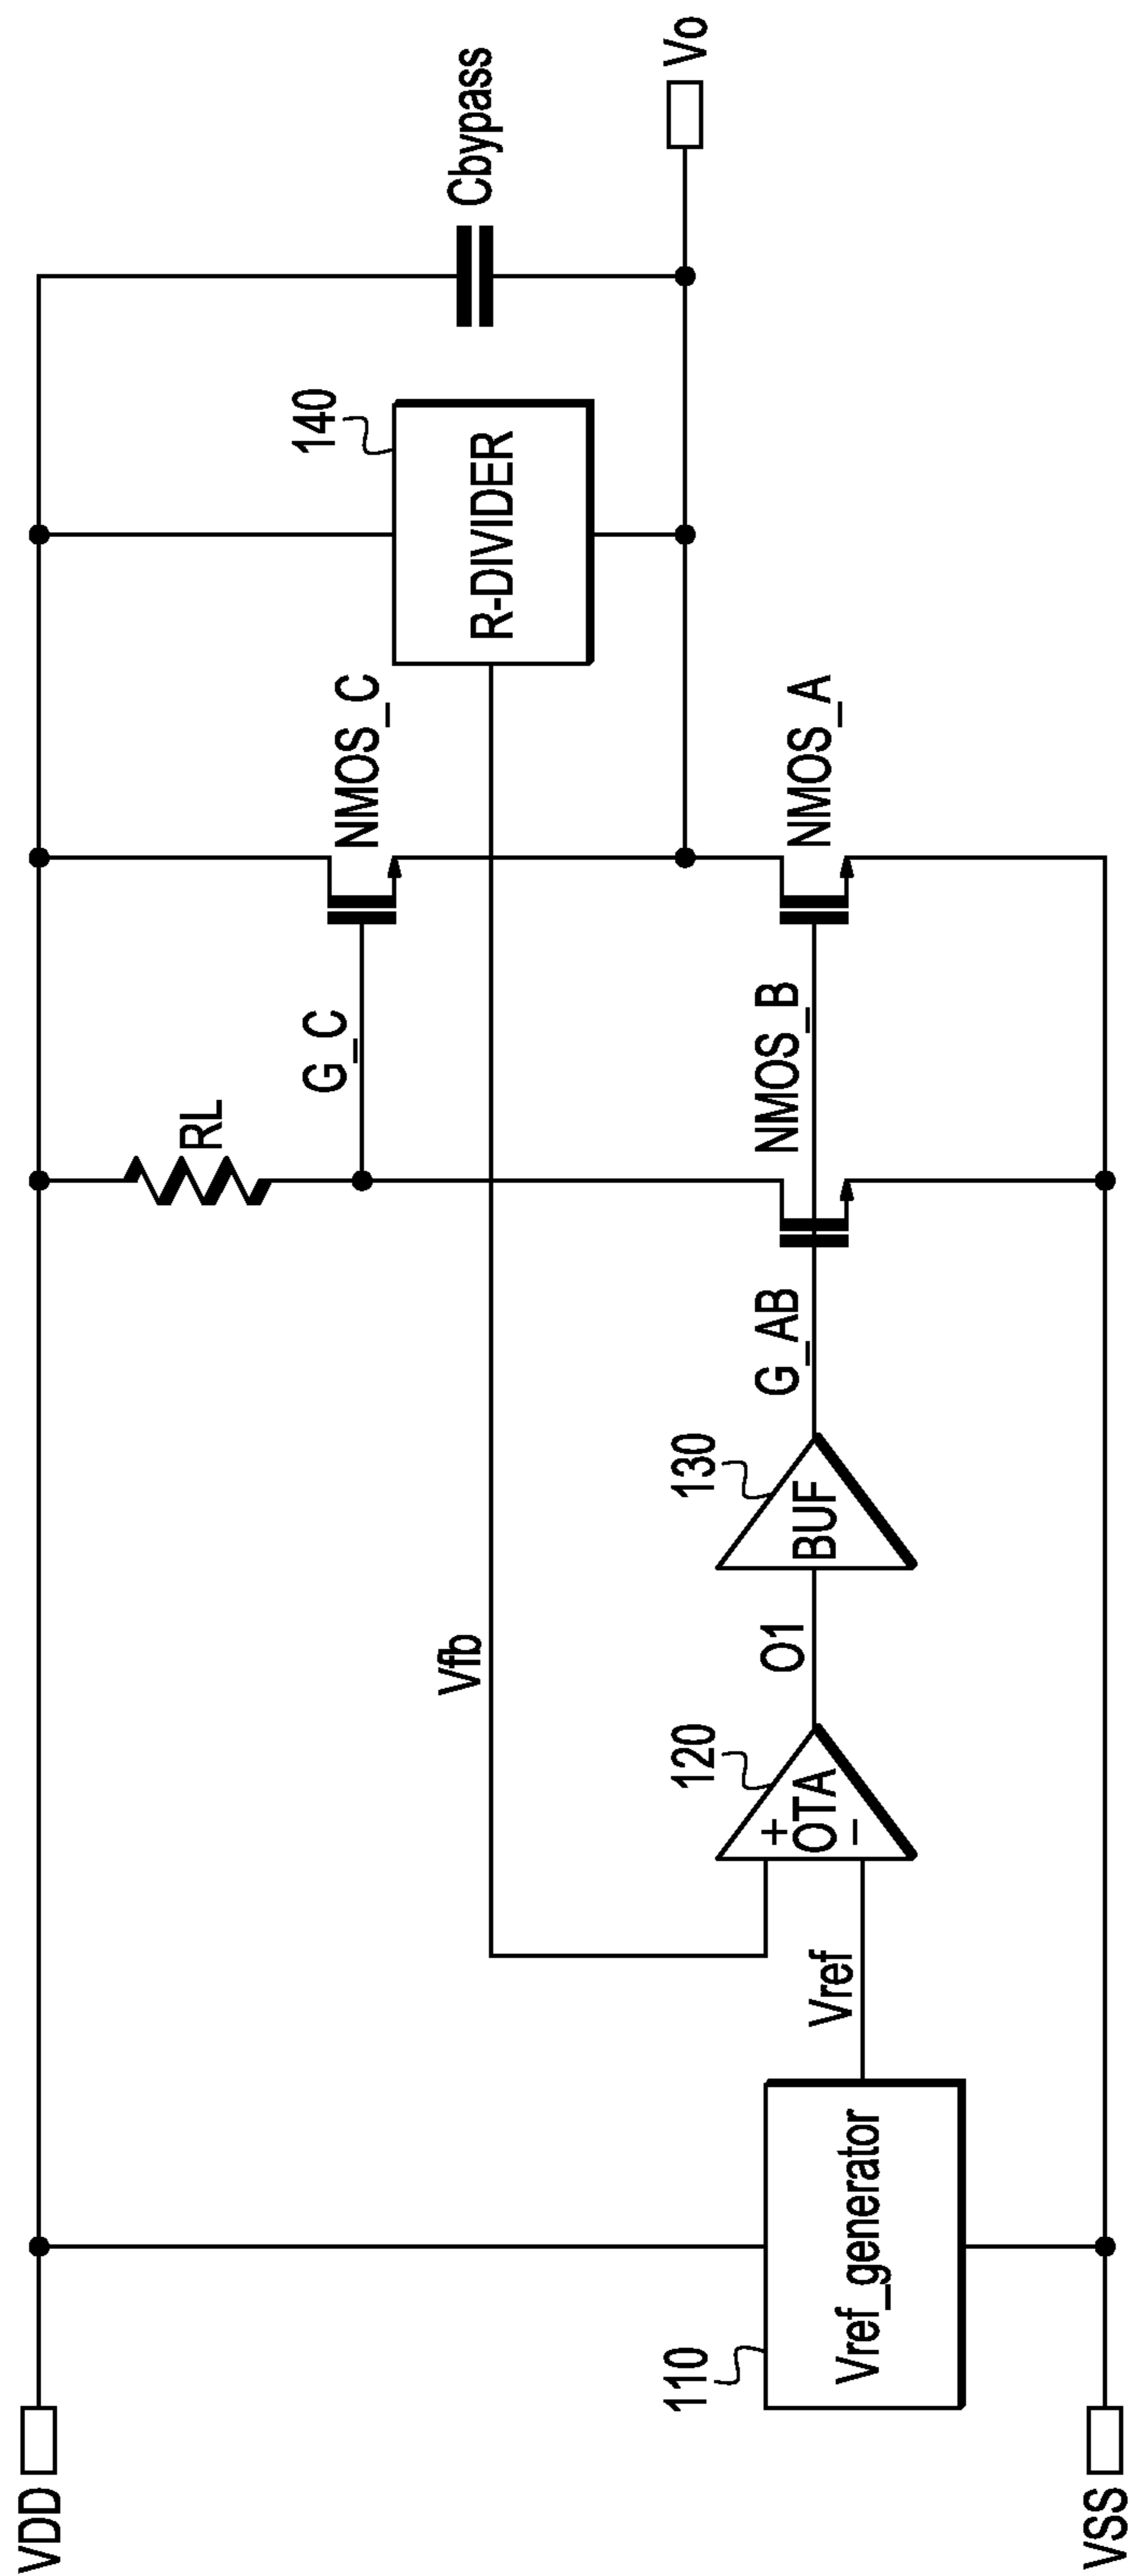 VDD
RL
G_C
NMOS_C
140
R-DIVIDER
Cbypass
Vfb
Vo
110
Vref_generator
Vref
120
+
OTA
−
O1
130
BUF
G_AB
NMOS_B
NMOS_A
VSS